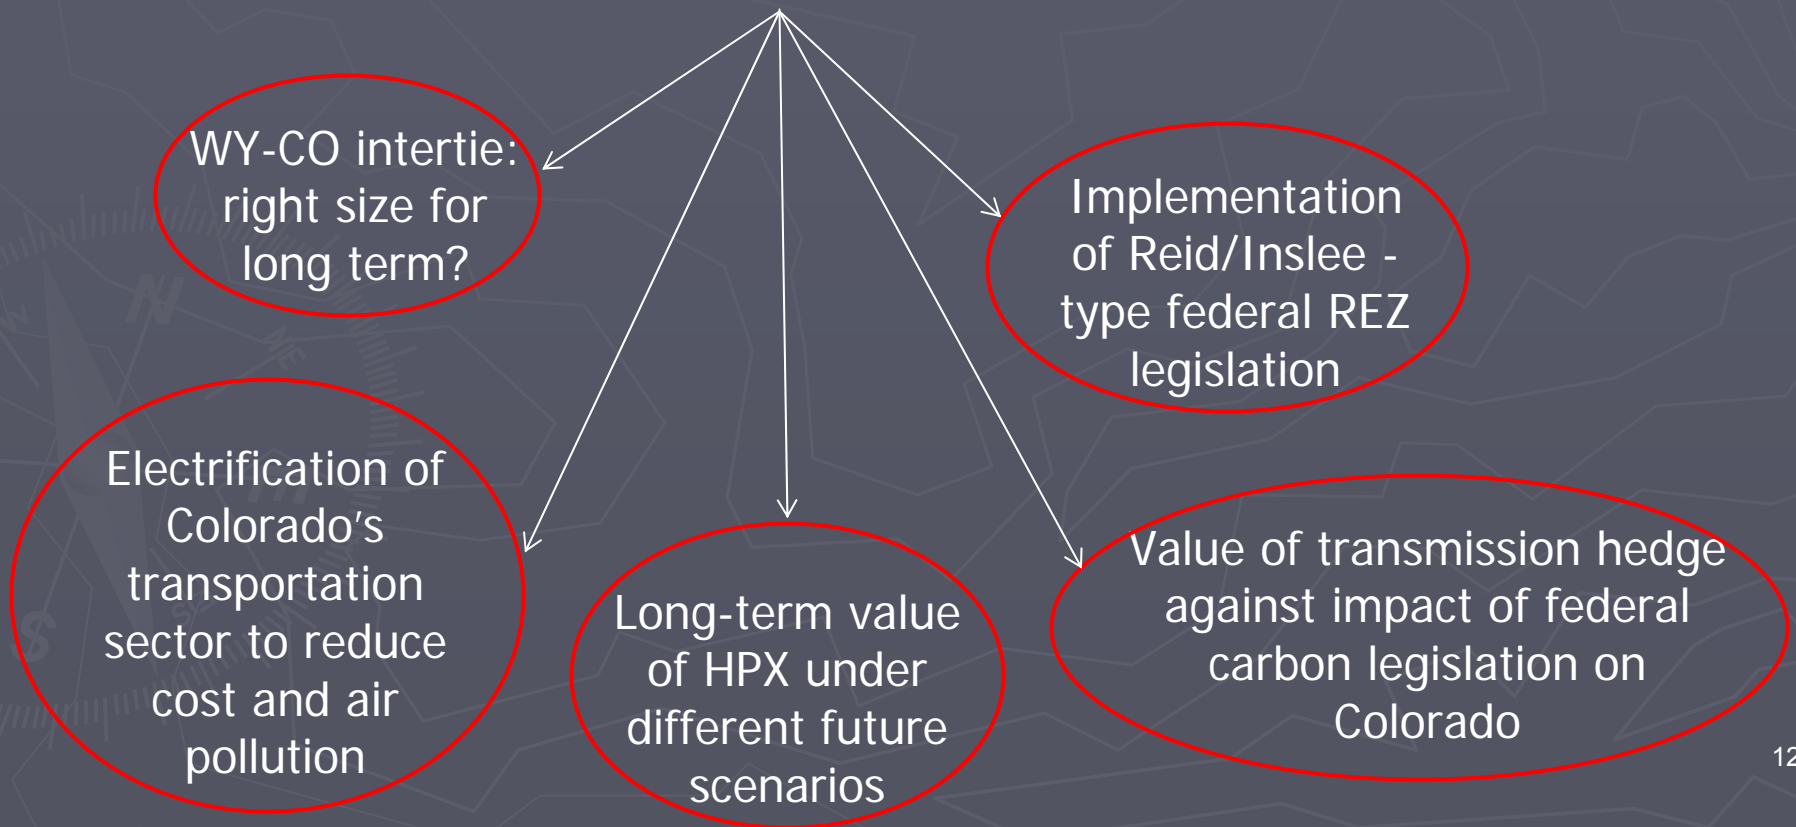 WY-CO intertie:
right size for
long term?
Implementation
of Reid/Inslee -
type federal REZ
legislation
Electrification of
Colorado's
transportation
sector to reduce
cost and air
pollution
Long-term value
of HPX under
different future
scenarios
Value of transmission hedge
against impact of federal
carbon legislation on
Colorado
12
N
NE
W
E
S